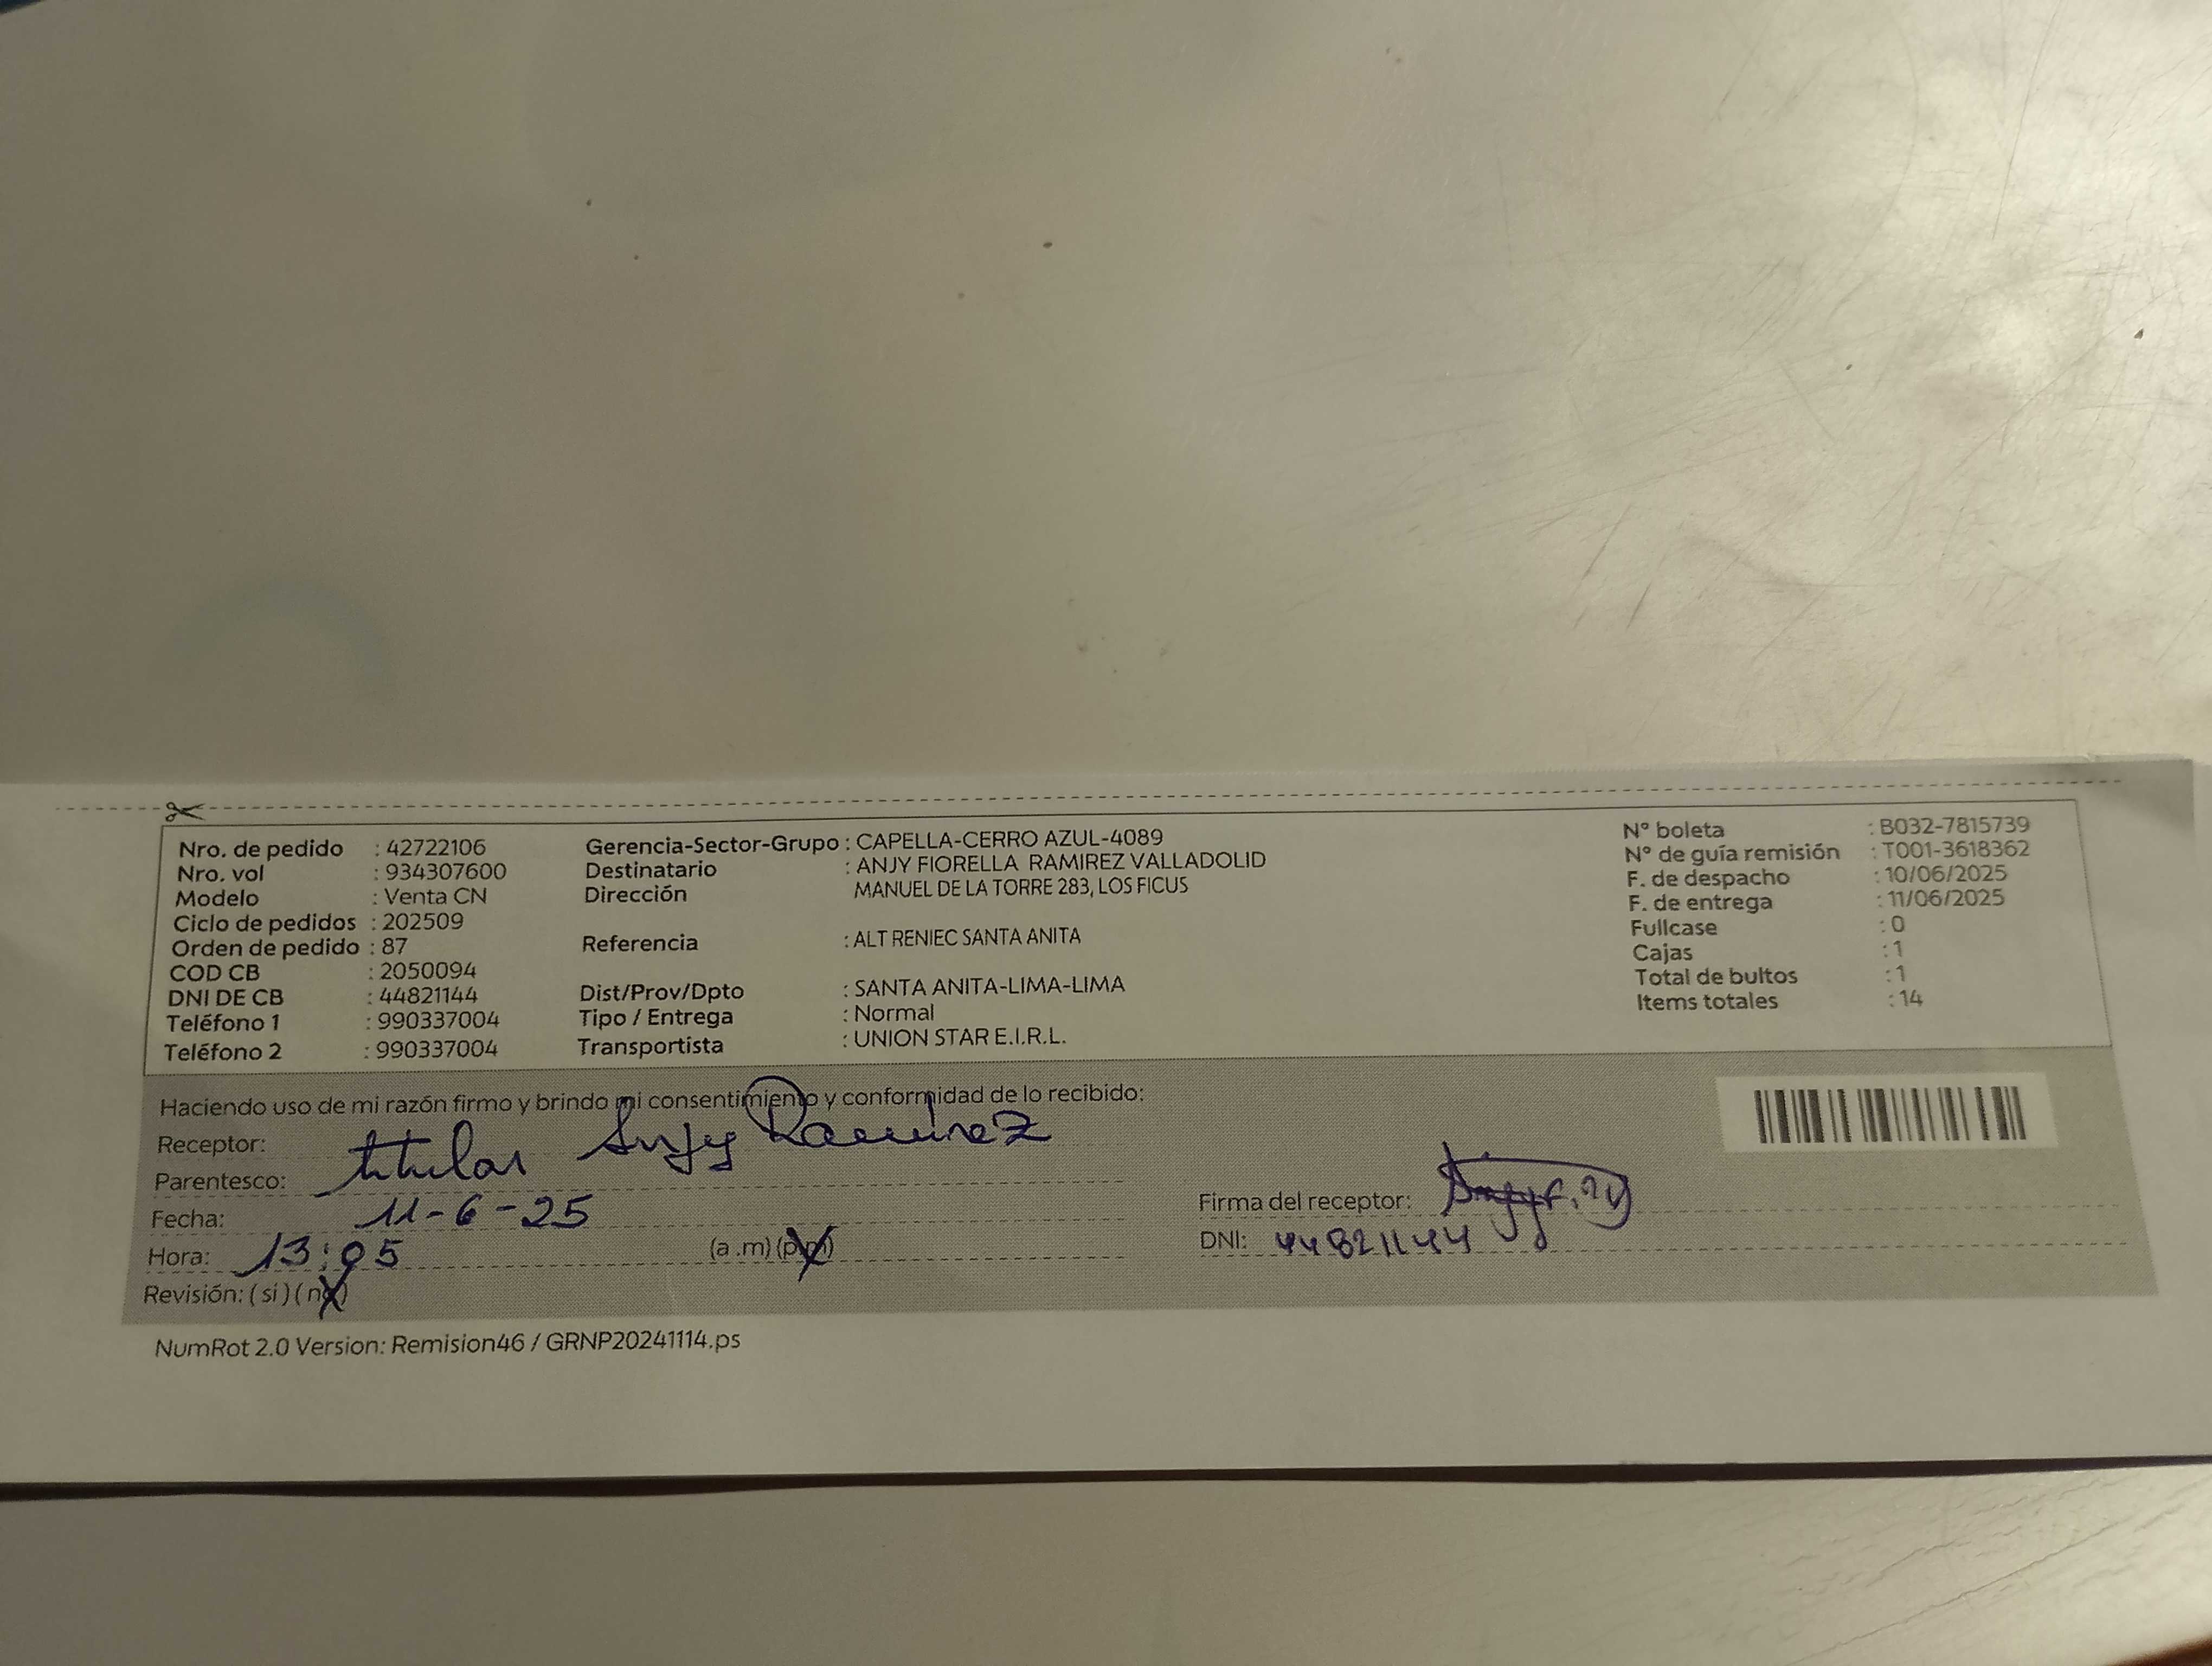 Nro. de pedido : 42722106
Nro. vol : 934307600
Modelo : Venta CN
Ciclo de pedidos : 202509
Orden de pedido : 87
COD CB : 2050094
DNI DE CB : 44821144
Teléfono 1 : 990337004
Teléfono 2 : 990337004
Gerencia-Sector-Grupo : CAPELLA-CERRO AZUL-4089
Destinatario : ANJY FIORELLA RAMIREZ VALLADOLID
Dirección MANUEL DE LA TORRE 283, LOS FICUS
Referencia : ALT RENIEC SANTA ANITA
Dist/Prov/Dpto : SANTA ANITA-LIMA-LIMA
Tipo / Entrega : Normal
Transportista : UNION STAR E.I.R.L.
N° boleta : B032-7815739
N° de guía remisión : T001-3618362
F. de despacho : 10/06/2025
F. de entrega : 11/06/2025
Fullcase : 0
Cajas : 1
Total de bultos : 1
Items totales : 14
Haciendo uso de mi razón firmo y brindo mi consentimiento y conformidad de lo recibido:
Receptor: titular Anjy Ramirez
Parentesco:
Fecha: 11-6-25
Hora: 13:05 (a .m) (p.m)
Revisión: ( si ) ( no )
Firma del receptor:
DNI: 44821144
NumRot 2.0 Version: Remision46 / GRNP20241114.ps